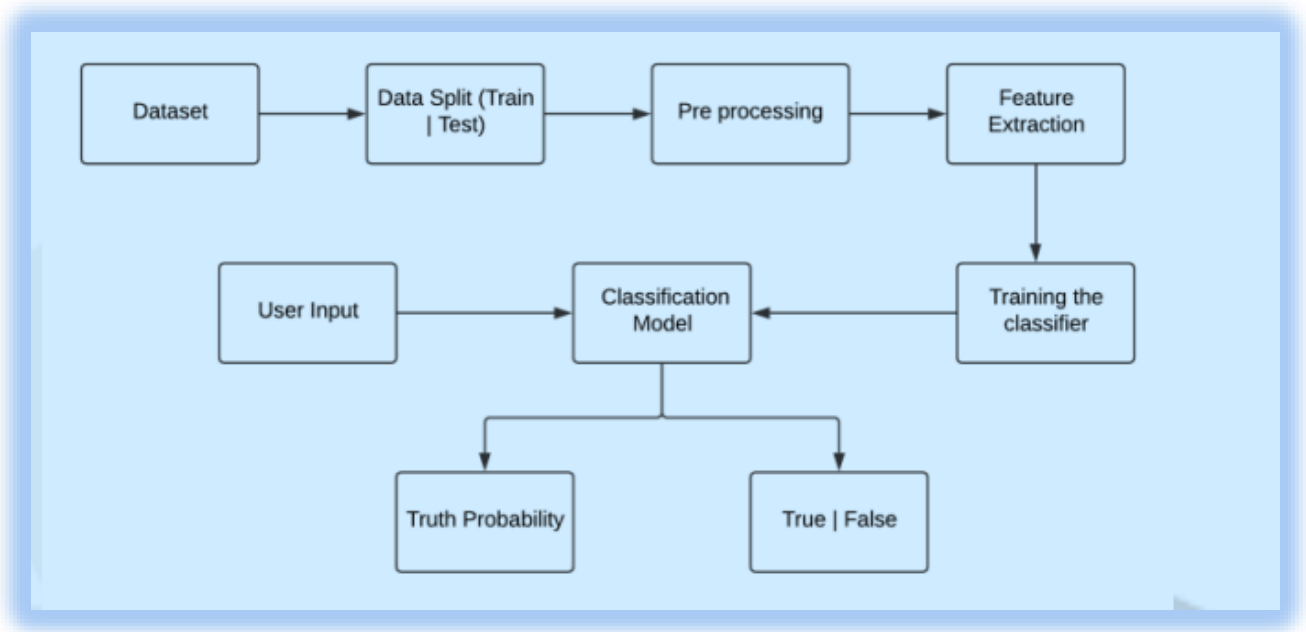 Dataset
Data Split (Train
| Test)
Pre processing
Feature
Extraction
User Input
Classification
Model
Training the
classifier
Truth Probability
True | False